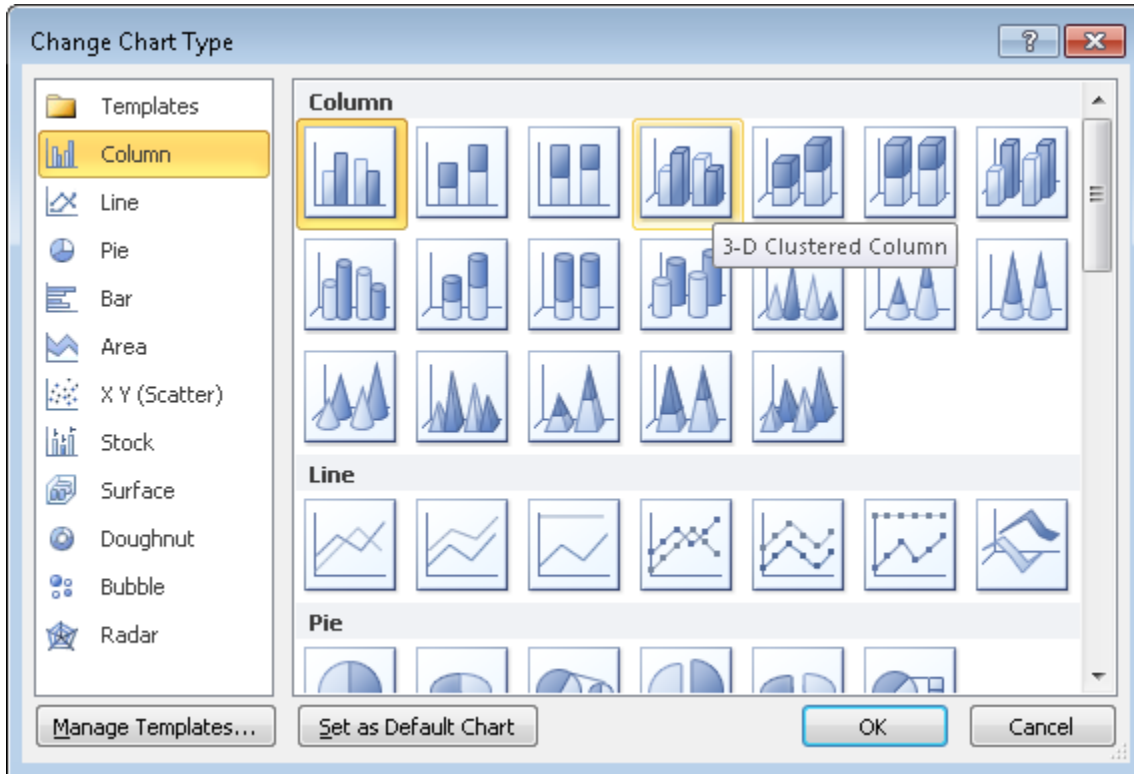 Change Chart Type
Templates
Column
Line
Pie
Bar
Area
X Y (Scatter)
Stock
Surface
Doughnut
Bubble
Radar
Column
3-D Clustered Column
Line
Pie
Manage Templates...
Set as Default Chart
OK
Cancel